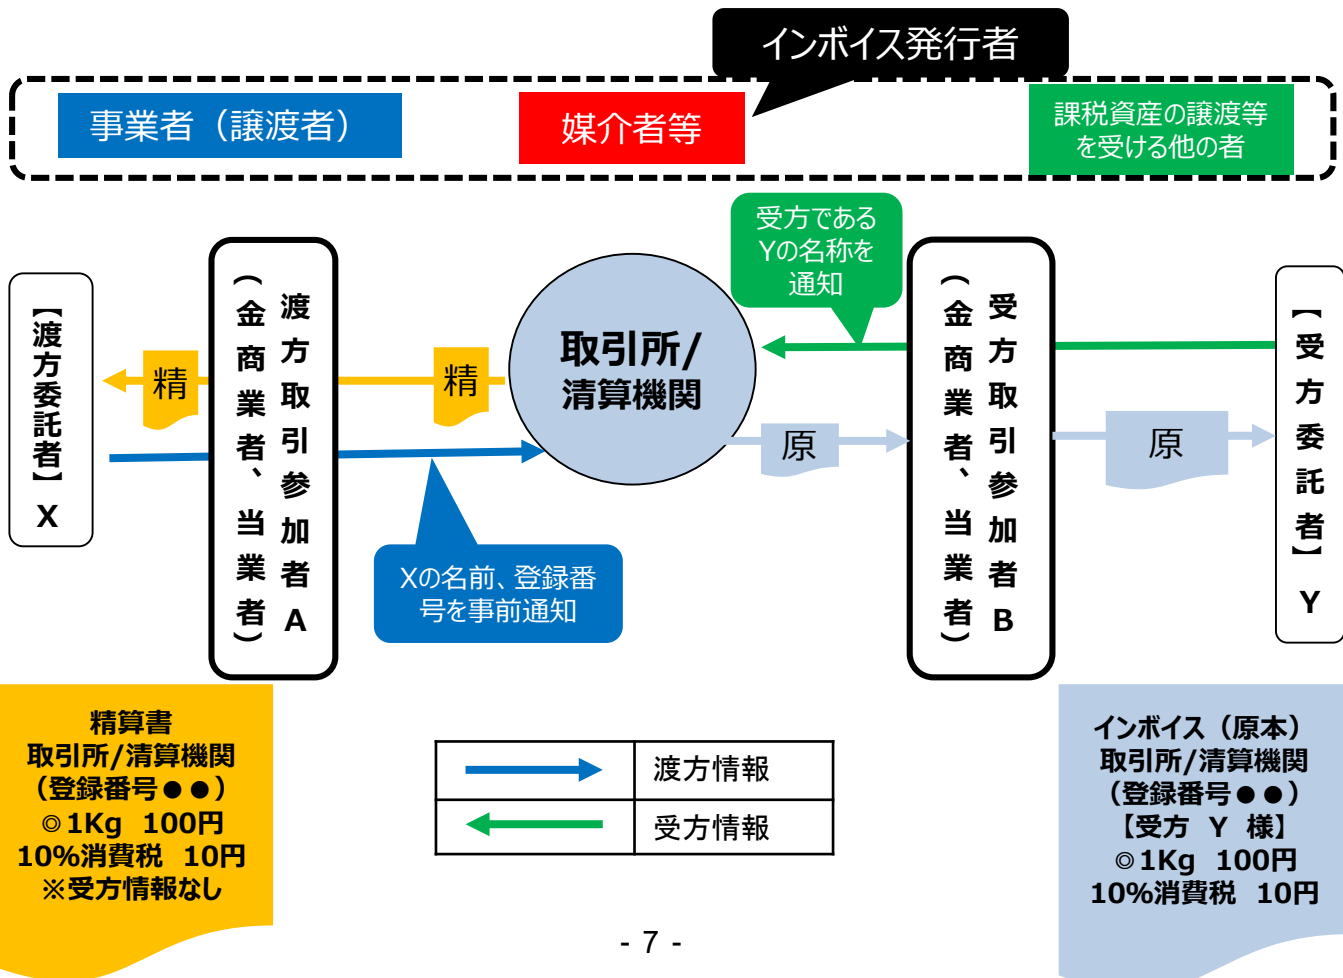 インボイス発行者
事業者（譲渡者）
媒介者等
課税資産の譲渡等
を受ける他の者
受方である
Yの名称を
通知
【渡方委託者】X
渡方取引参加者A
（金商業者、当業者）
精
精
取引所/
清算機関
原
受方取引参加者B
（金商業者、当業者）
原
【受方委託者】Y
Xの名前、登録番
号を事前通知
精算書
取引所/清算機関
（登録番号●●）
◎1Kg 100円
10%消費税 10円
※受方情報なし
渡方情報
受方情報
インボイス（原本）
取引所/清算機関
（登録番号●●）
【受方 Y 様】
◎1Kg 100円
10%消費税 10円
- 7 -